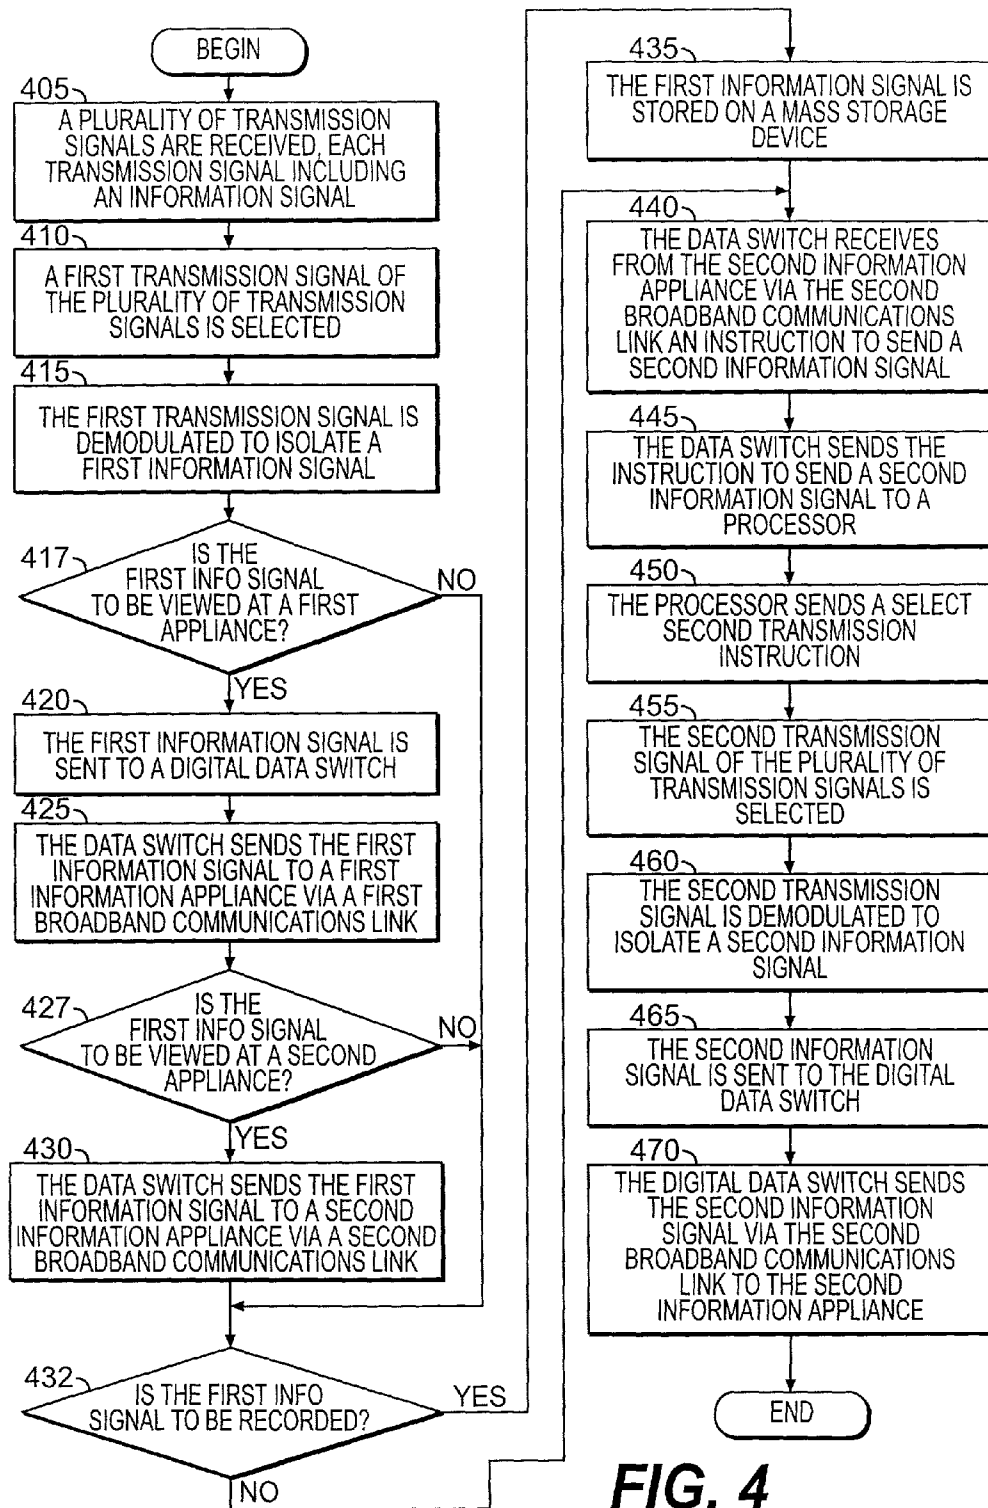 BEGIN
405
A PLURALITY OF TRANSMISSION
SIGNALS ARE RECEIVED, EACH
TRANSMISSION SIGNAL INCLUDING
AN INFORMATION SIGNAL
410
A FIRST TRANSMISSION SIGNAL OF
THE PLURALITY OF TRANSMISSION
SIGNALS IS SELECTED
415
THE FIRST TRANSMISSION SIGNAL IS
DEMODULATED TO ISOLATE A
FIRST INFORMATION SIGNAL
417
IS THE
FIRST INFO SIGNAL
TO BE VIEWED AT A FIRST
APPLIANCE?
NO
YES
420
THE FIRST INFORMATION SIGNAL IS
SENT TO A DIGITAL DATA SWITCH
425
THE DATA SWITCH SENDS THE FIRST
INFORMATION SIGNAL TO A FIRST
INFORMATION APPLIANCE VIA A FIRST
BROADBAND COMMUNICATIONS LINK
427
IS THE
FIRST INFO SIGNAL
TO BE VIEWED AT A SECOND
APPLIANCE?
NO
YES
430
THE DATA SWITCH SENDS THE FIRST
INFORMATION SIGNAL TO A SECOND
INFORMATION APPLIANCE VIA A SECOND
BROADBAND COMMUNICATIONS LINK
432
IS THE FIRST INFO
SIGNAL TO BE RECORDED?
YES
NO
435
THE FIRST INFORMATION SIGNAL IS
STORED ON A MASS STORAGE
DEVICE
440
THE DATA SWITCH RECEIVES
FROM THE SECOND INFORMATION
APPLIANCE VIA THE SECOND
BROADBAND COMMUNICATIONS
LINK AN INSTRUCTION TO SEND A
SECOND INFORMATION SIGNAL
445
THE DATA SWITCH SENDS THE
INSTRUCTION TO SEND A SECOND
INFORMATION SIGNAL TO A
PROCESSOR
450
THE PROCESSOR SENDS A SELECT
SECOND TRANSMISSION
INSTRUCTION
455
THE SECOND TRANSMISSION
SIGNAL OF THE PLURALITY OF
TRANSMISSION SIGNALS IS
SELECTED
460
THE SECOND TRANSMISSION
SIGNAL IS DEMODULATED TO
ISOLATE A SECOND INFORMATION
SIGNAL
465
THE SECOND INFORMATION
SIGNAL IS SENT TO THE DIGITAL
DATA SWITCH
470
THE DIGITAL DATA SWITCH SENDS
THE SECOND INFORMATION
SIGNAL VIA THE SECOND
BROADBAND COMMUNICATIONS
LINK TO THE SECOND
INFORMATION APPLIANCE
END
FIG. 4